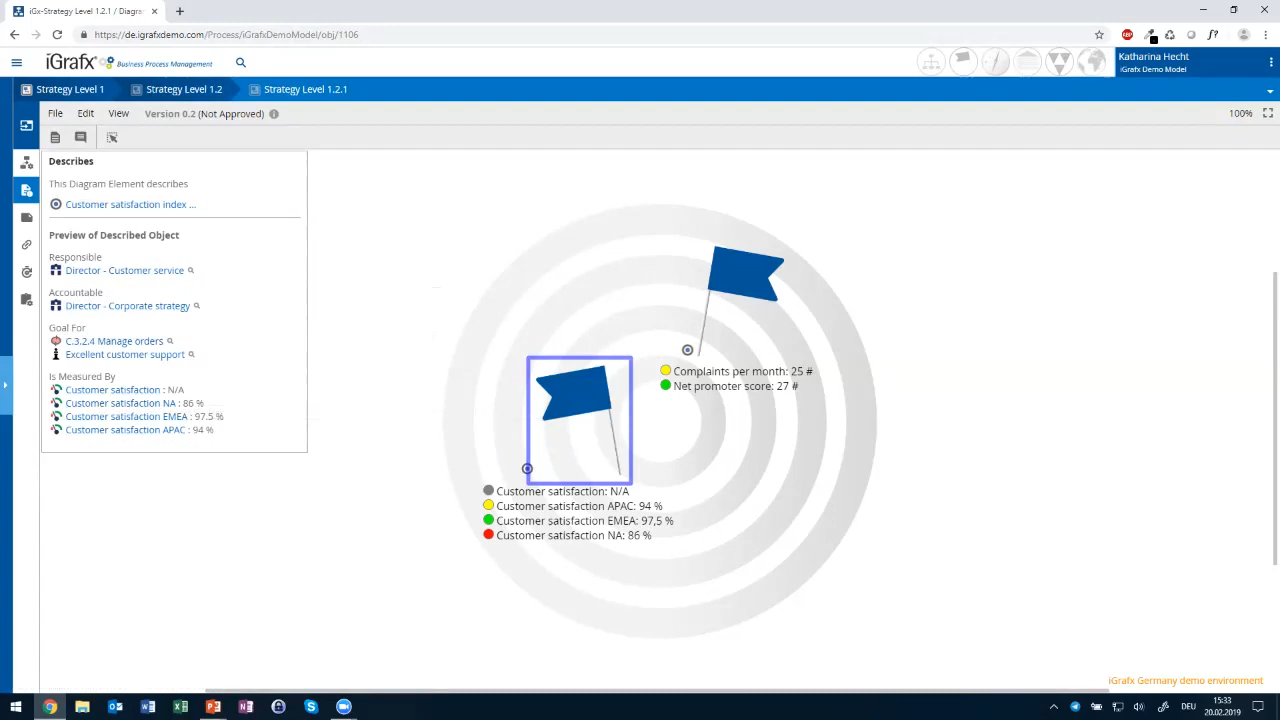 iGx-Strategy Level 1.2.1 / Diagra
https://de.igrafxdemo.com/Process/iGrafxDemoModel/obj/1106
ABP
f?
iGrafx Business Process Management
Katharina Hecht
iGrafx Demo Model
Strategy Level 1
Strategy Level 1.2
Strategy Level 1.2.1
File Edit View Version 0.2 (Not Approved)
100%
Describes
This Diagram Element describes
Customer satisfaction index ...
Preview of Described Object
Responsible
Director - Customer service
Accountable
Director - Corporate strategy
Goal For
C.3.2.4 Manage orders
Excellent customer support
Is Measured By
Customer satisfaction : N/A
Customer satisfaction NA : 86 %
Customer satisfaction EMEA : 97.5 %
Customer satisfaction APAC : 94 %
Complaints per month: 25 #
Net promoter score: 27 #
Customer satisfaction: N/A
Customer satisfaction APAC: 94 %
Customer satisfaction EMEA: 97,5 %
Customer satisfaction NA: 86 %
iGrafx Germany demo environment
DEU
15:33
20.02.2019